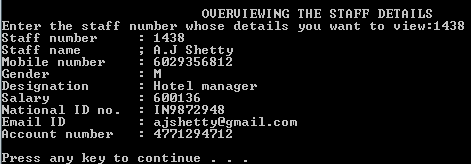 OVERVIEWING THE STAFF DETAILS
Enter the staff number whose details you want to view:1438
Staff number : 1438
Staff name ; A.J Shetty
Mobile number : 6029356812
Gender : M
Designation : Hotel manager
Salary : 600136
National ID no. : IN9872948
Email ID : ajshetty@gmail.com
Account number : 4771294712
Press any key to continue . . .